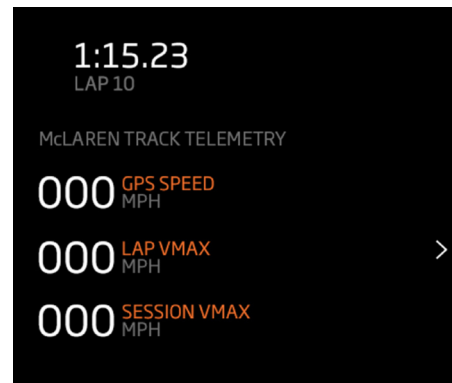 1:15.23
LAP 10
McLAREN TRACK TELEMETRY
000 GPS SPEED
MPH
000 LAP VMAX
MPH
000 SESSION VMAX
MPH